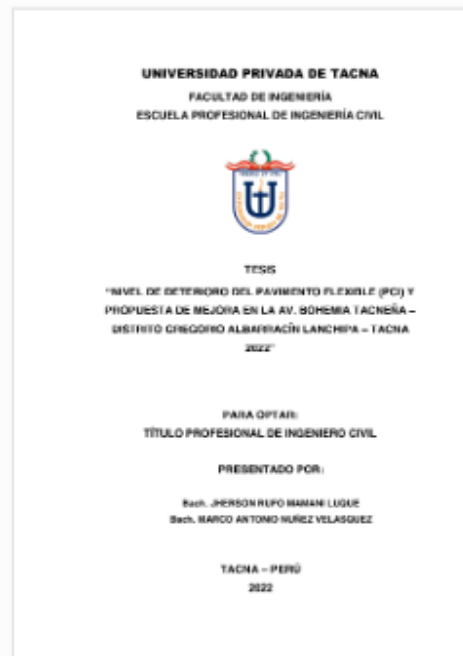 UNIVERSIDAD PRIVADA DE TACNA
FACULTAD DE INGENIERÍA
ESCUELA PROFESIONAL DE INGENIERÍA CIVIL
TESIS
“NIVEL DE DETERIORO DEL PAVIMENTO FLEXIBLE (PCI) Y
PROPUESTA DE MEJORA EN LA AV. BOHEMIA TACNEÑA –
DISTRITO GREGORIO ALBARRACÍN LANCHIPA – TACNA
2022”
PARA OPTAR:
TÍTULO PROFESIONAL DE INGENIERO CIVIL
PRESENTADO POR:
Bach. JHERSON RUFO MAMANI LUQUE
Bach. MARCO ANTONIO NUÑEZ VELASQUEZ
TACNA – PERÚ
2022